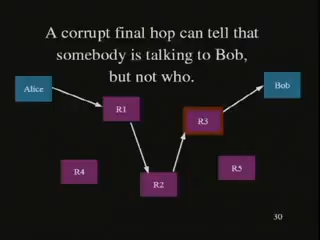 A corrupt final hop can tell that
somebody is talking to Bob,
but not who.
Alice
Bob
R1
R3
R4
R5
R2
30